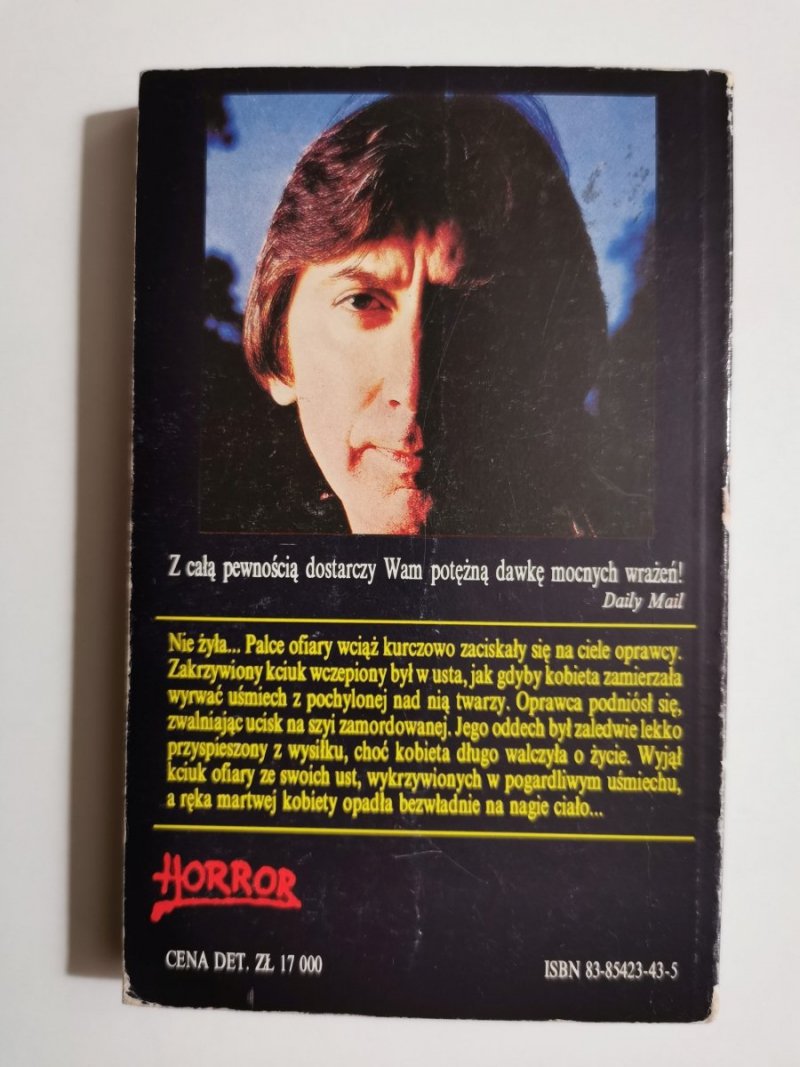 Z całą pewnością dostarczy Wam potężną dawkę mocnych wrażeń!
Daily Mail
Nie żyła... Palce ofiary wciąż kurczowo zaciskały się na ciele oprawcy.
Zakrzywiony kciuk wczepiony był w usta, jak gdyby kobieta zamierzała
wyrwać uśmiech z pochylonej nad nią twarzy. Oprawca podniósł się,
zwalniając ucisk na szyi zamordowanej. Jego oddech był zaledwie lekko
przyspieszony z wysiłku, choć kobieta długo walczyła o życie. Wyjął
kciuk ofiary ze swoich ust, wykrzywionych w pogardliwym uśmiechu,
a ręka martwej kobiety opadła bezwładnie na nagie ciało...
HORROR
CENA DET. ZŁ 17 000
ISBN 83-85423-43-5